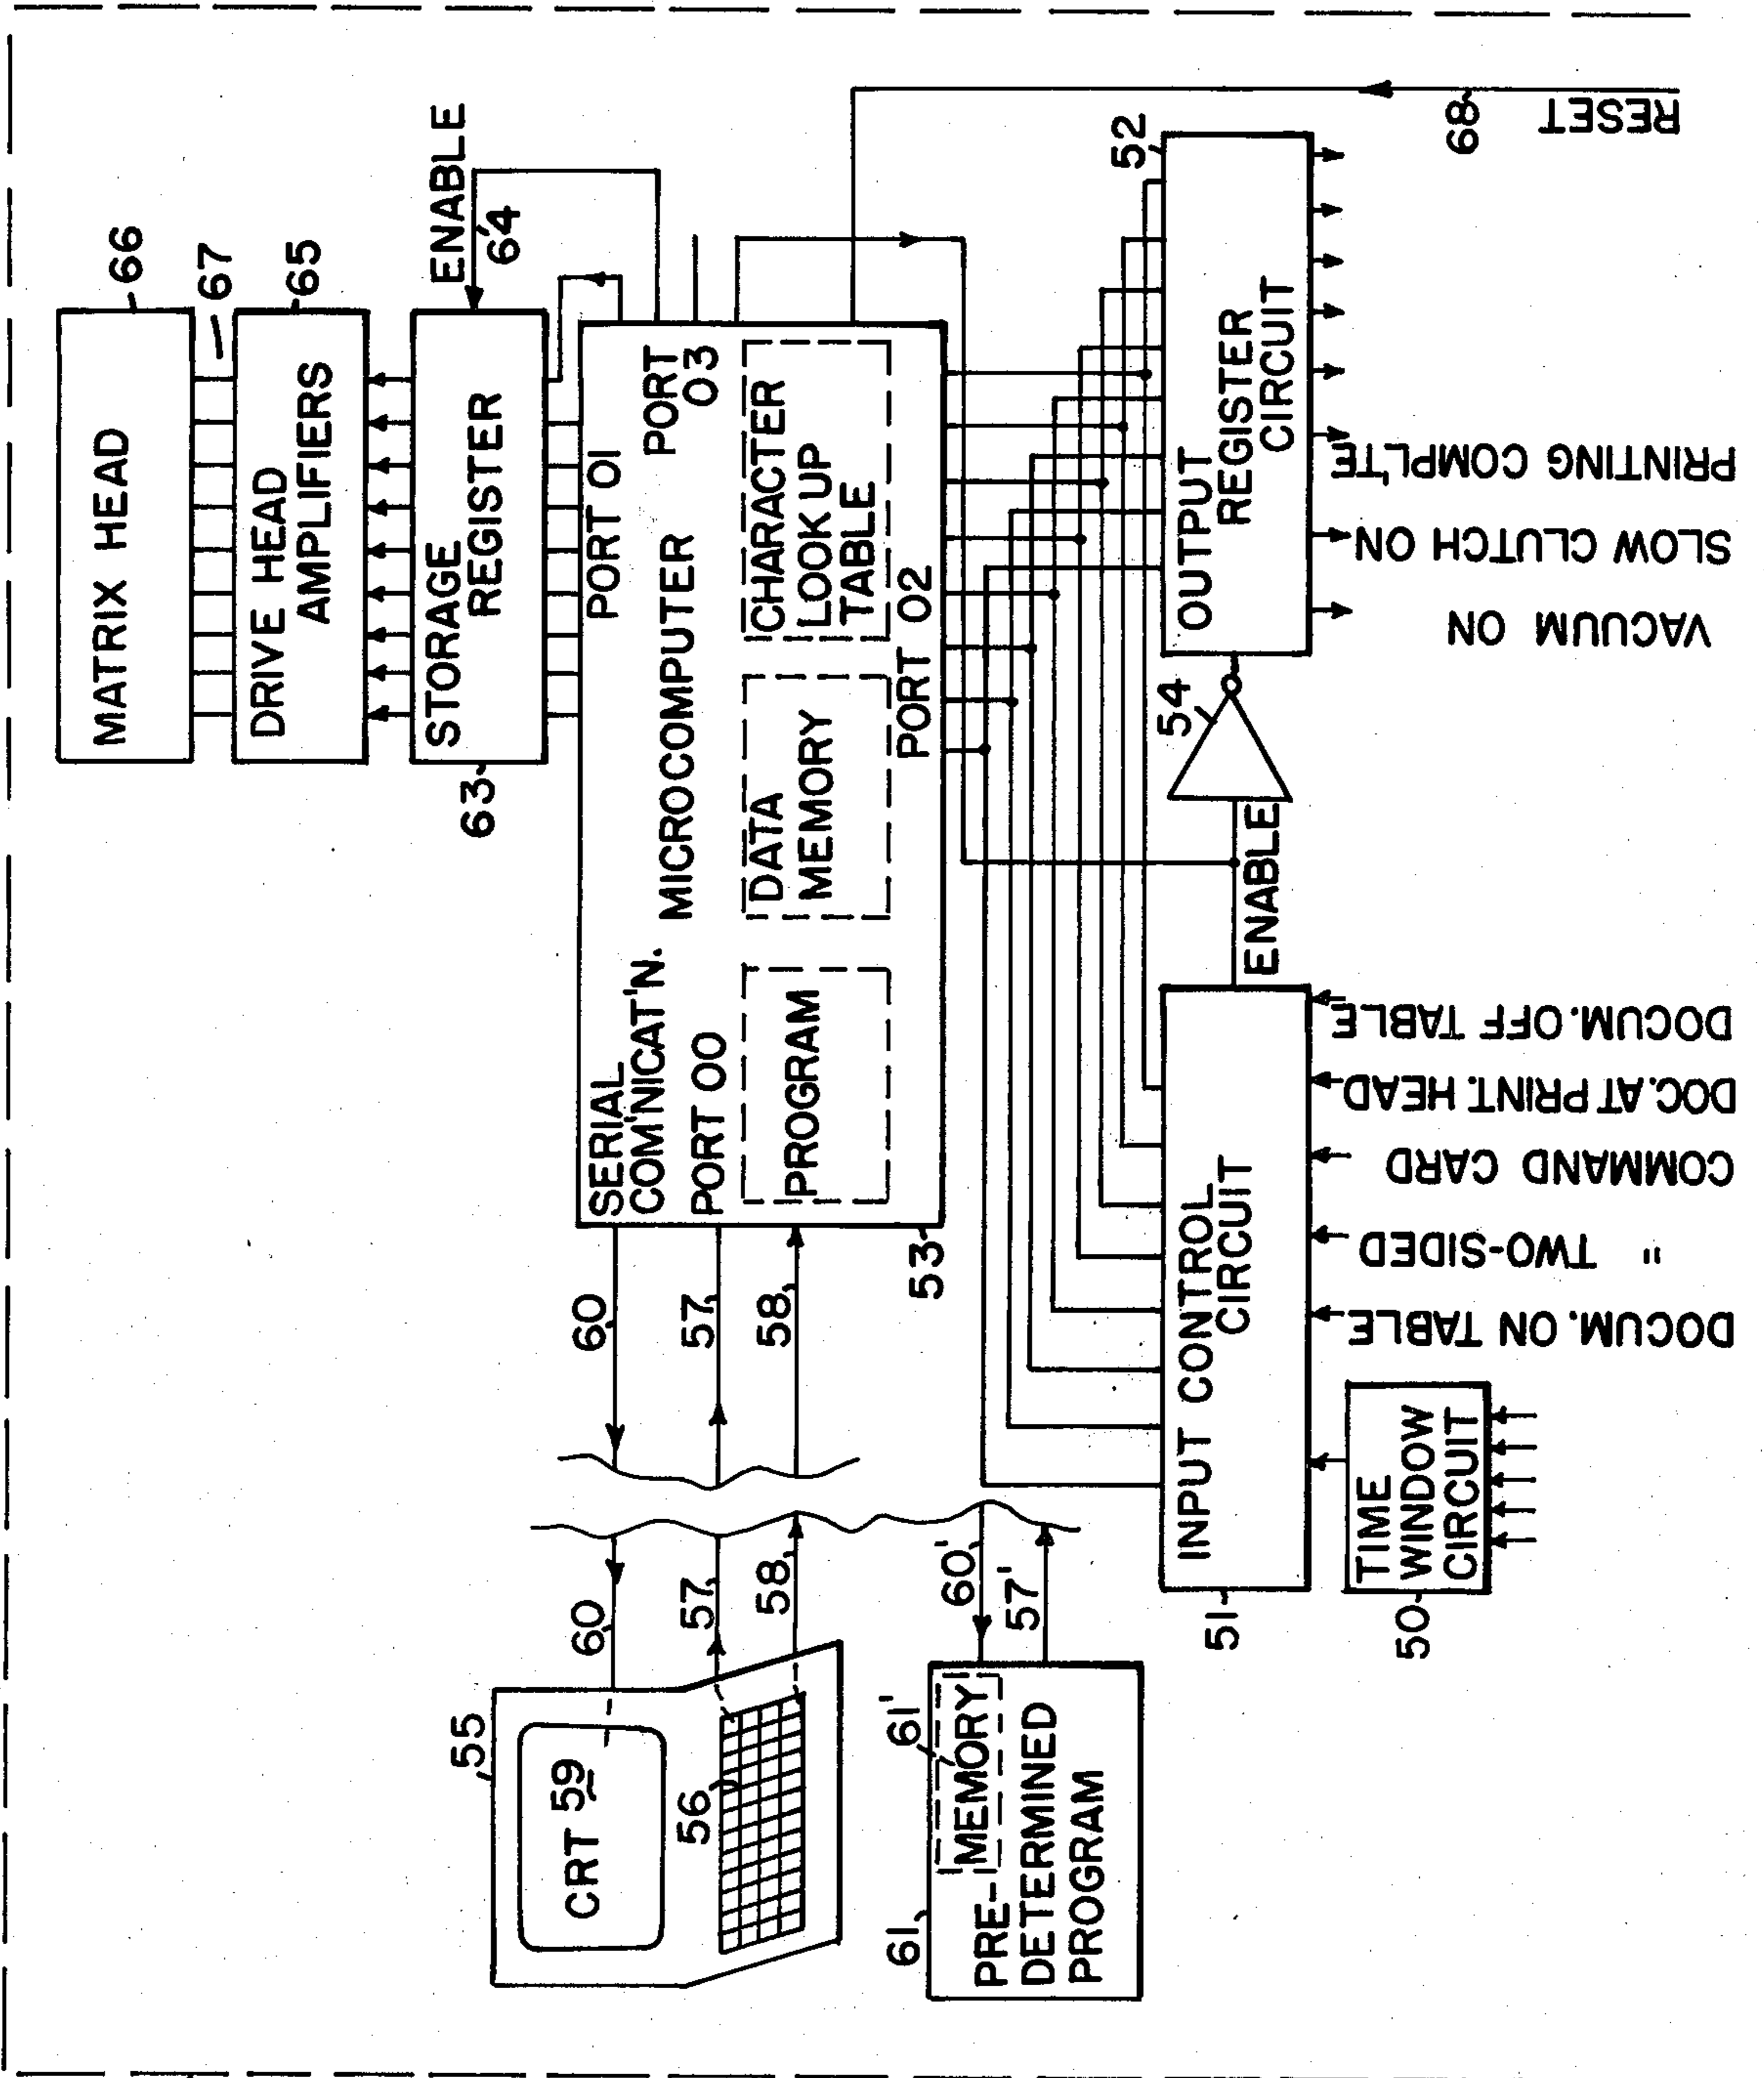 MATRIX HEAD
66
67
DRIVE HEAD
AMPLIFIERS
65
STORAGE
REGISTER
63
ENABLE
64
PORT 01
SERIAL
COM'NICAT'N.
MICROCOMPUTER
PORT
03
PORT 00
PROGRAM
DATA
MEMORY
CHARACTER
LOOK UP
TABLE
PORT 02
53
60
57
58
60
57
58
55
CRT 59
56
60'
57'
61
61'
PRE-
MEMORY
DETERMINED
PROGRAM
INPUT CONTROL
CIRCUIT
51
ENABLE
54
OUTPUT
REGISTER
CIRCUIT
52
TIME
WINDOW
CIRCUIT
50
DOCUM. ON TABLE
" TWO-SIDED
COMMAND CARD
DOC. AT PRINT. HEAD
DOCUM. OFF TABLE
VACUUM ON
SLOW CLUTCH ON
PRINTING COMPL'TE
68
RESET